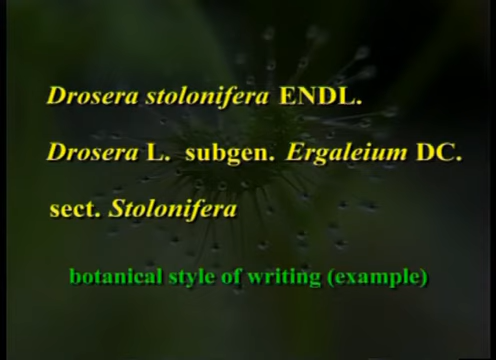 Drosera stolonifera ENDL.
Drosera L. subgen. Ergaleium DC.
sect. Stolonifera
botanical style of writing (example)